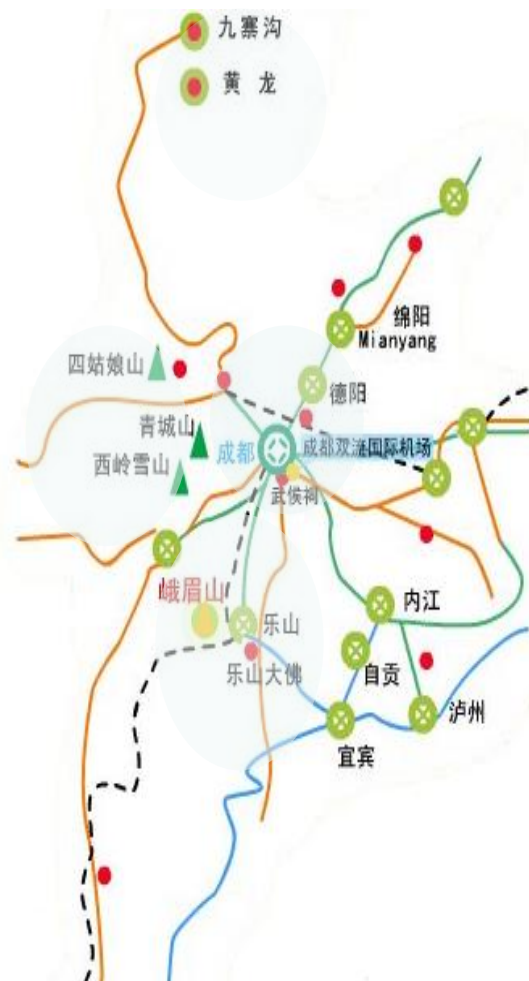 九寨沟
黄 龙
绵阳
Mianyang
四姑娘山
德阳
青城山
成都
成都双流国际机场
西岭雪山
武侯祠
峨眉山
内江
乐山
自贡
乐山大佛
泸州
宜宾